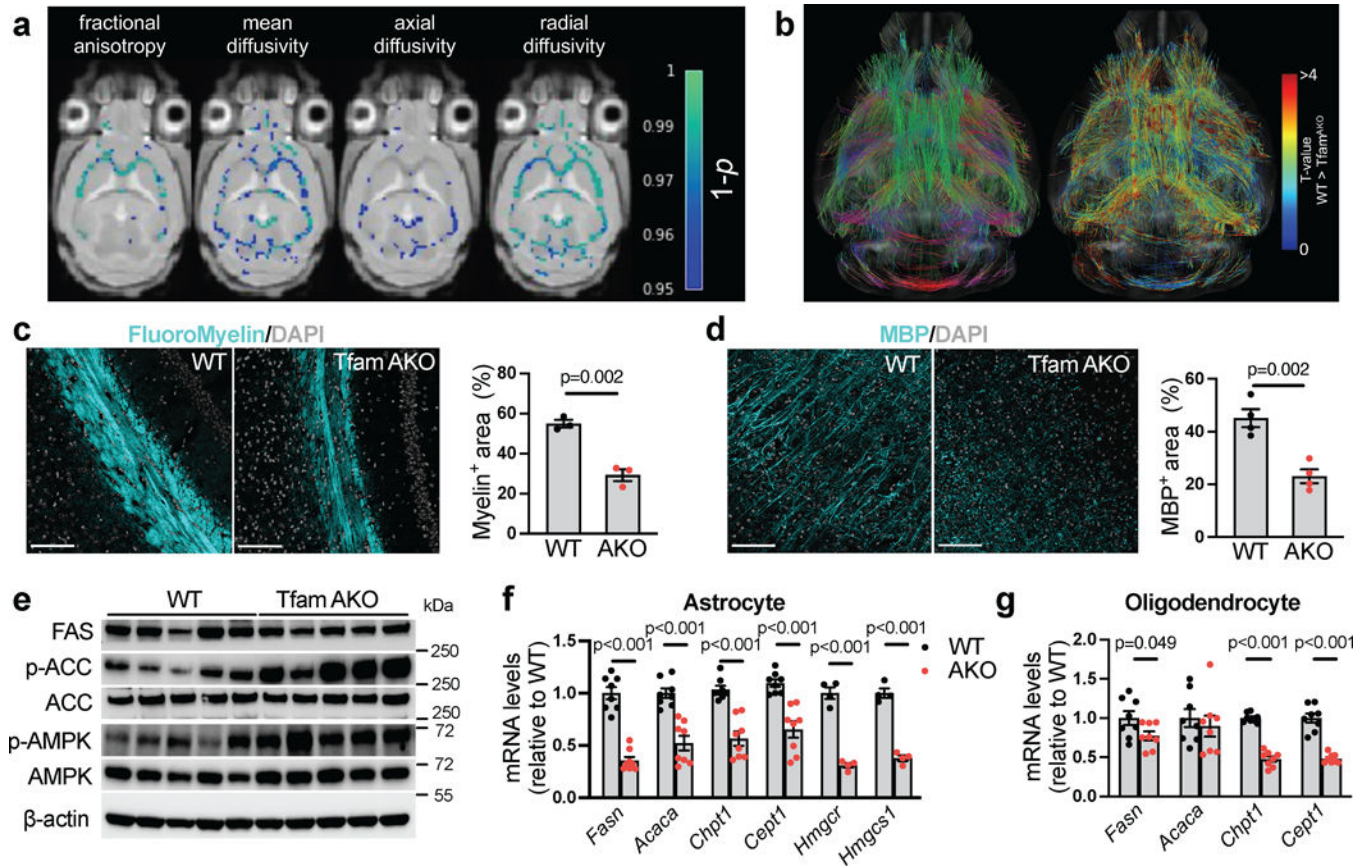 a
fractional anisotropy
mean diffusivity
axial diffusivity
radial diffusivity
1
0.99
0.97
0.96
0.95
1-p
b
>4
0
T-value
WT > Tfam^AKO
c
FluoroMyelin/DAPI
WT
Tfam AKO
Myelin⁺ area (%)
80
60
40
20
0
p=0.002
WT AKO
d
MBP/DAPI
WT
Tfam AKO
MBP⁺ area (%)
60
40
20
0
p=0.002
WT AKO
e
WT
Tfam AKO
kDa
FAS
250
p-ACC
250
ACC
250
p-AMPK
72
AMPK
72
55
β-actin
f
Astrocyte
mRNA levels
(relative to WT)
1.5
1.0
0.5
0.0
p<0.001
p<0.001
p<0.001
p<0.001
p<0.001
p<0.001
WT
AKO
Fasn
Acaca
Chpt1
Cept1
Hmgcr
Hmgcs1
g
Oligodendrocyte
mRNA levels
(relative to WT)
2.0
1.5
1.0
0.5
0.0
p=0.049
p<0.001
p<0.001
Fasn
Acaca
Chpt1
Cept1